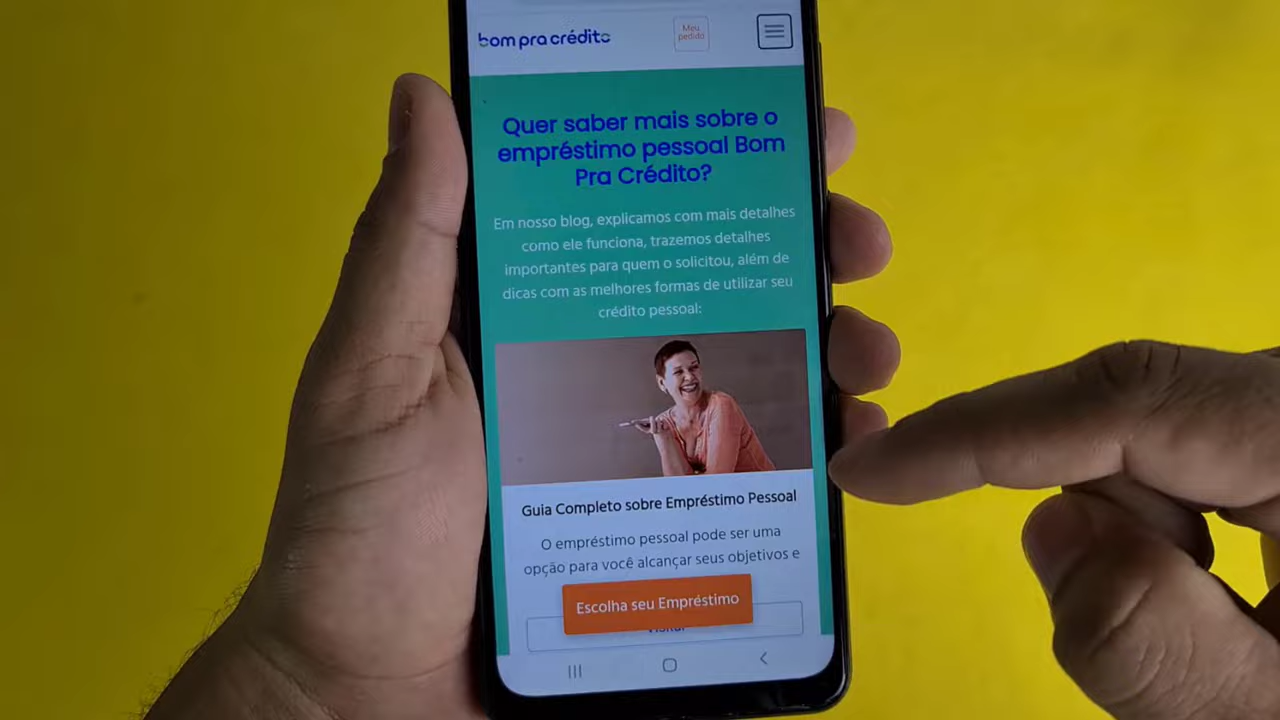 bom pra crédito
Meu
pedido
Quer saber mais sobre o
empréstimo pessoal Bom
Pra Crédito?
Em nosso blog, explicamos com mais detalhes
como ele funciona, trazemos detalhes
importantes para quem o solicitou, além de
dicas com as melhores formas de utilizar seu
crédito pessoal:
Guia Completo sobre Empréstimo Pessoal
O empréstimo pessoal pode ser uma
opção para você alcançar seus objetivos e
Escolha seu Empréstimo